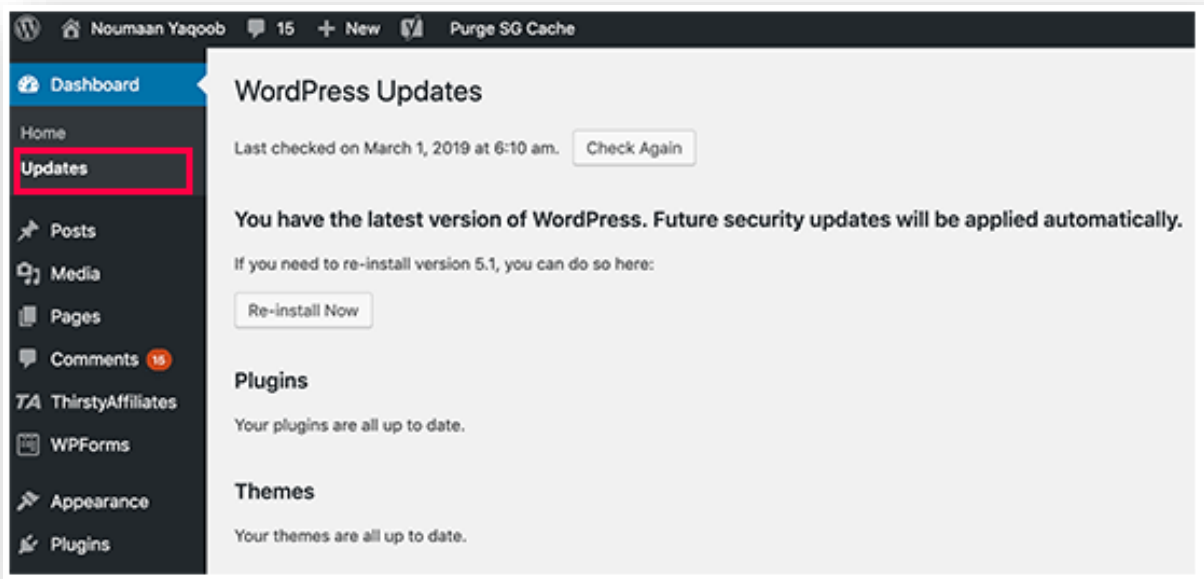 Noumaan Yaqoob 15 + New Purge SG Cache
Dashboard
Home
Updates
Posts
Media
Pages
Comments 15
TA ThirstyAffiliates
WPForms
Appearance
Plugins
WordPress Updates
Last checked on March 1, 2019 at 6:10 am. Check Again
You have the latest version of WordPress. Future security updates will be applied automatically.
If you need to re-install version 5.1, you can do so here:
Re-install Now
Plugins
Your plugins are all up to date.
Themes
Your themes are all up to date.